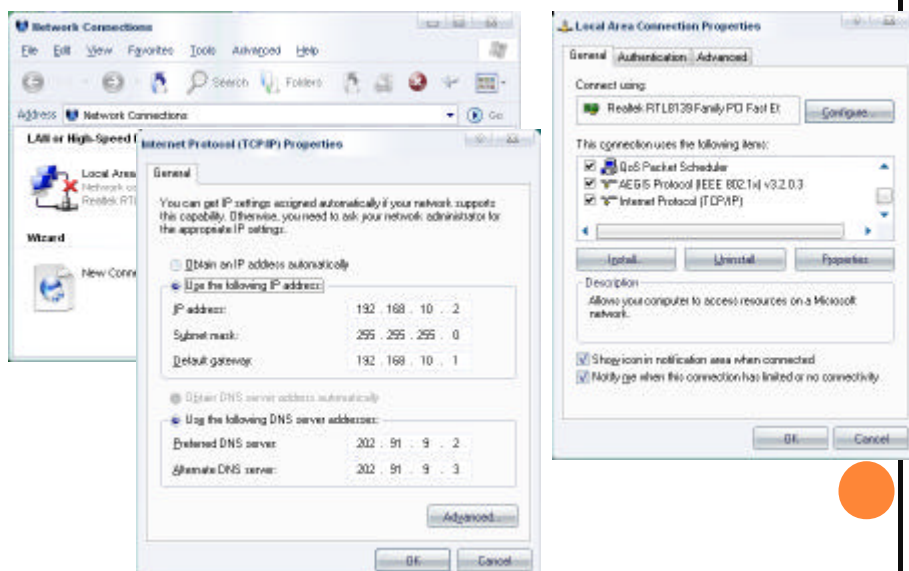 Network Connections
File Edit View Favorites Tools Advanced Help
Search Folders
Address Network Connections Go
LAN or High-Speed I
Local Area
Network
Realtek RTL
Wizard
New Conne
Internet Protocol (TCP/IP) Properties
General
You can get IP settings assigned automatically if your network supports
this capability. Otherwise, you need to ask your network administrator for
the appropriate IP settings.
Obtain an IP address automatically
Use the following IP address:
IP address: 192 . 168 . 10 . 2
Subnet mask: 255 . 255 . 255 . 0
Default gateway: 192 . 168 . 10 . 1
Obtain DNS server address automatically
Use the following DNS server addresses:
Preferred DNS server: 202 . 91 . 9 . 2
Alternate DNS server: 202 . 91 . 9 . 3
Advanced...
OK Cancel
Local Area Connection Properties
General Authentication Advanced
Connect using:
Realtek RTL8139 Family PCI Fast Et
Configure...
This connection uses the following items:
QoS Packet Scheduler
AEGIS Protocol (IEEE 802.1x) v3.2.0.3
Internet Protocol (TCP/IP)
Install... Uninstall Properties
Description
Allows your computer to access resources on a Microsoft
network.
Show icon in notification area when connected
Notify me when this connection has limited or no connectivity
OK Cancel